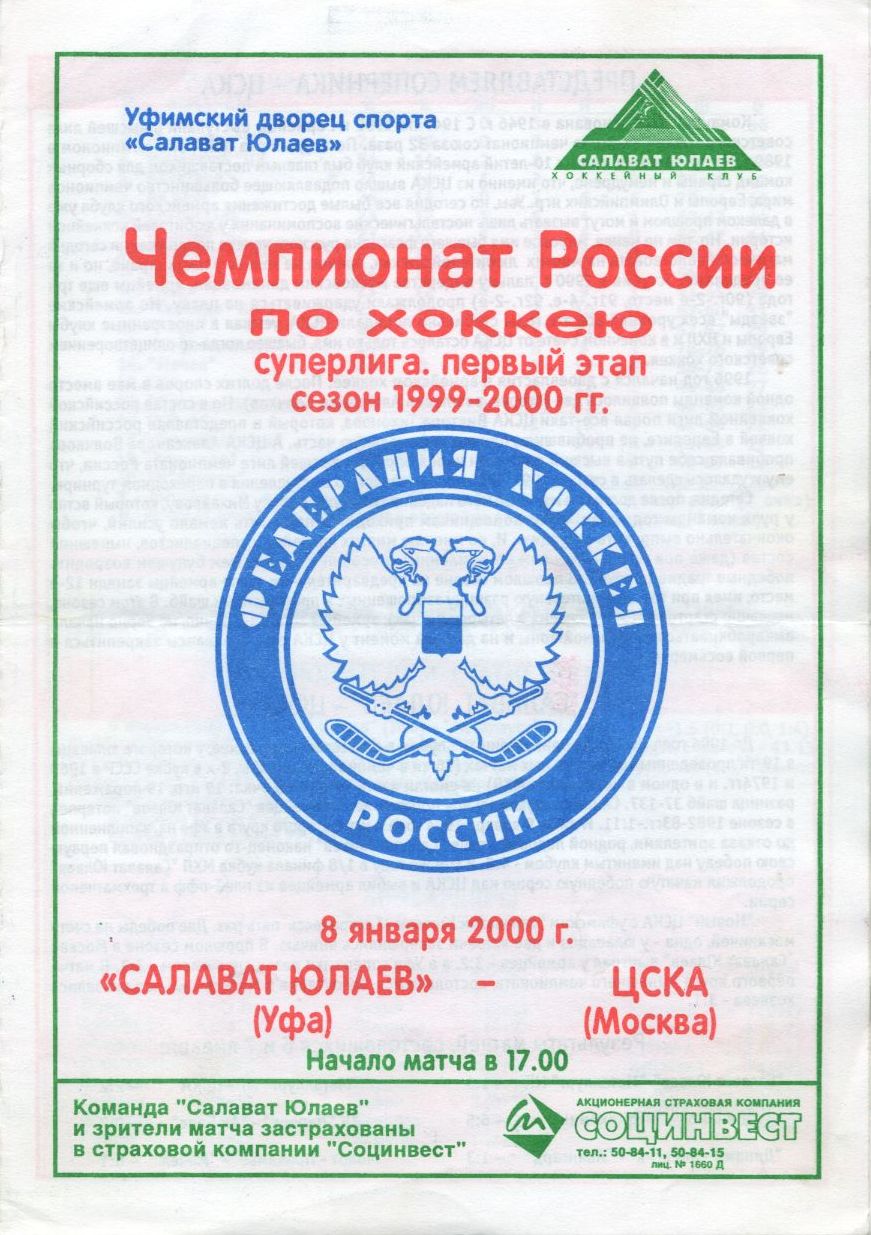 Уфимский дворец спорта
«Салават Юлаев»
САЛАВАТ ЮЛАЕВ
ХОККЕЙНЫЙ КЛУБ
Чемпионат России
по хоккею
суперлига. первый этап
сезон 1999-2000 гг.
ФЕДЕРАЦИЯ ХОККЕЯ
РОССИИ
8 января 2000 г.
«САЛАВАТ ЮЛАЕВ» – ЦСКА
(Уфа) (Москва)
Начало матча в 17.00
Команда "Салават Юлаев"
и зрители матча застрахованы
в страховой компании "Социнвест"
АКЦИОНЕРНАЯ СТРАХОВАЯ КОМПАНИЯ
СОЦИНВЕСТ
тел.: 50-84-11, 50-84-15
лиц. № 1660 Д